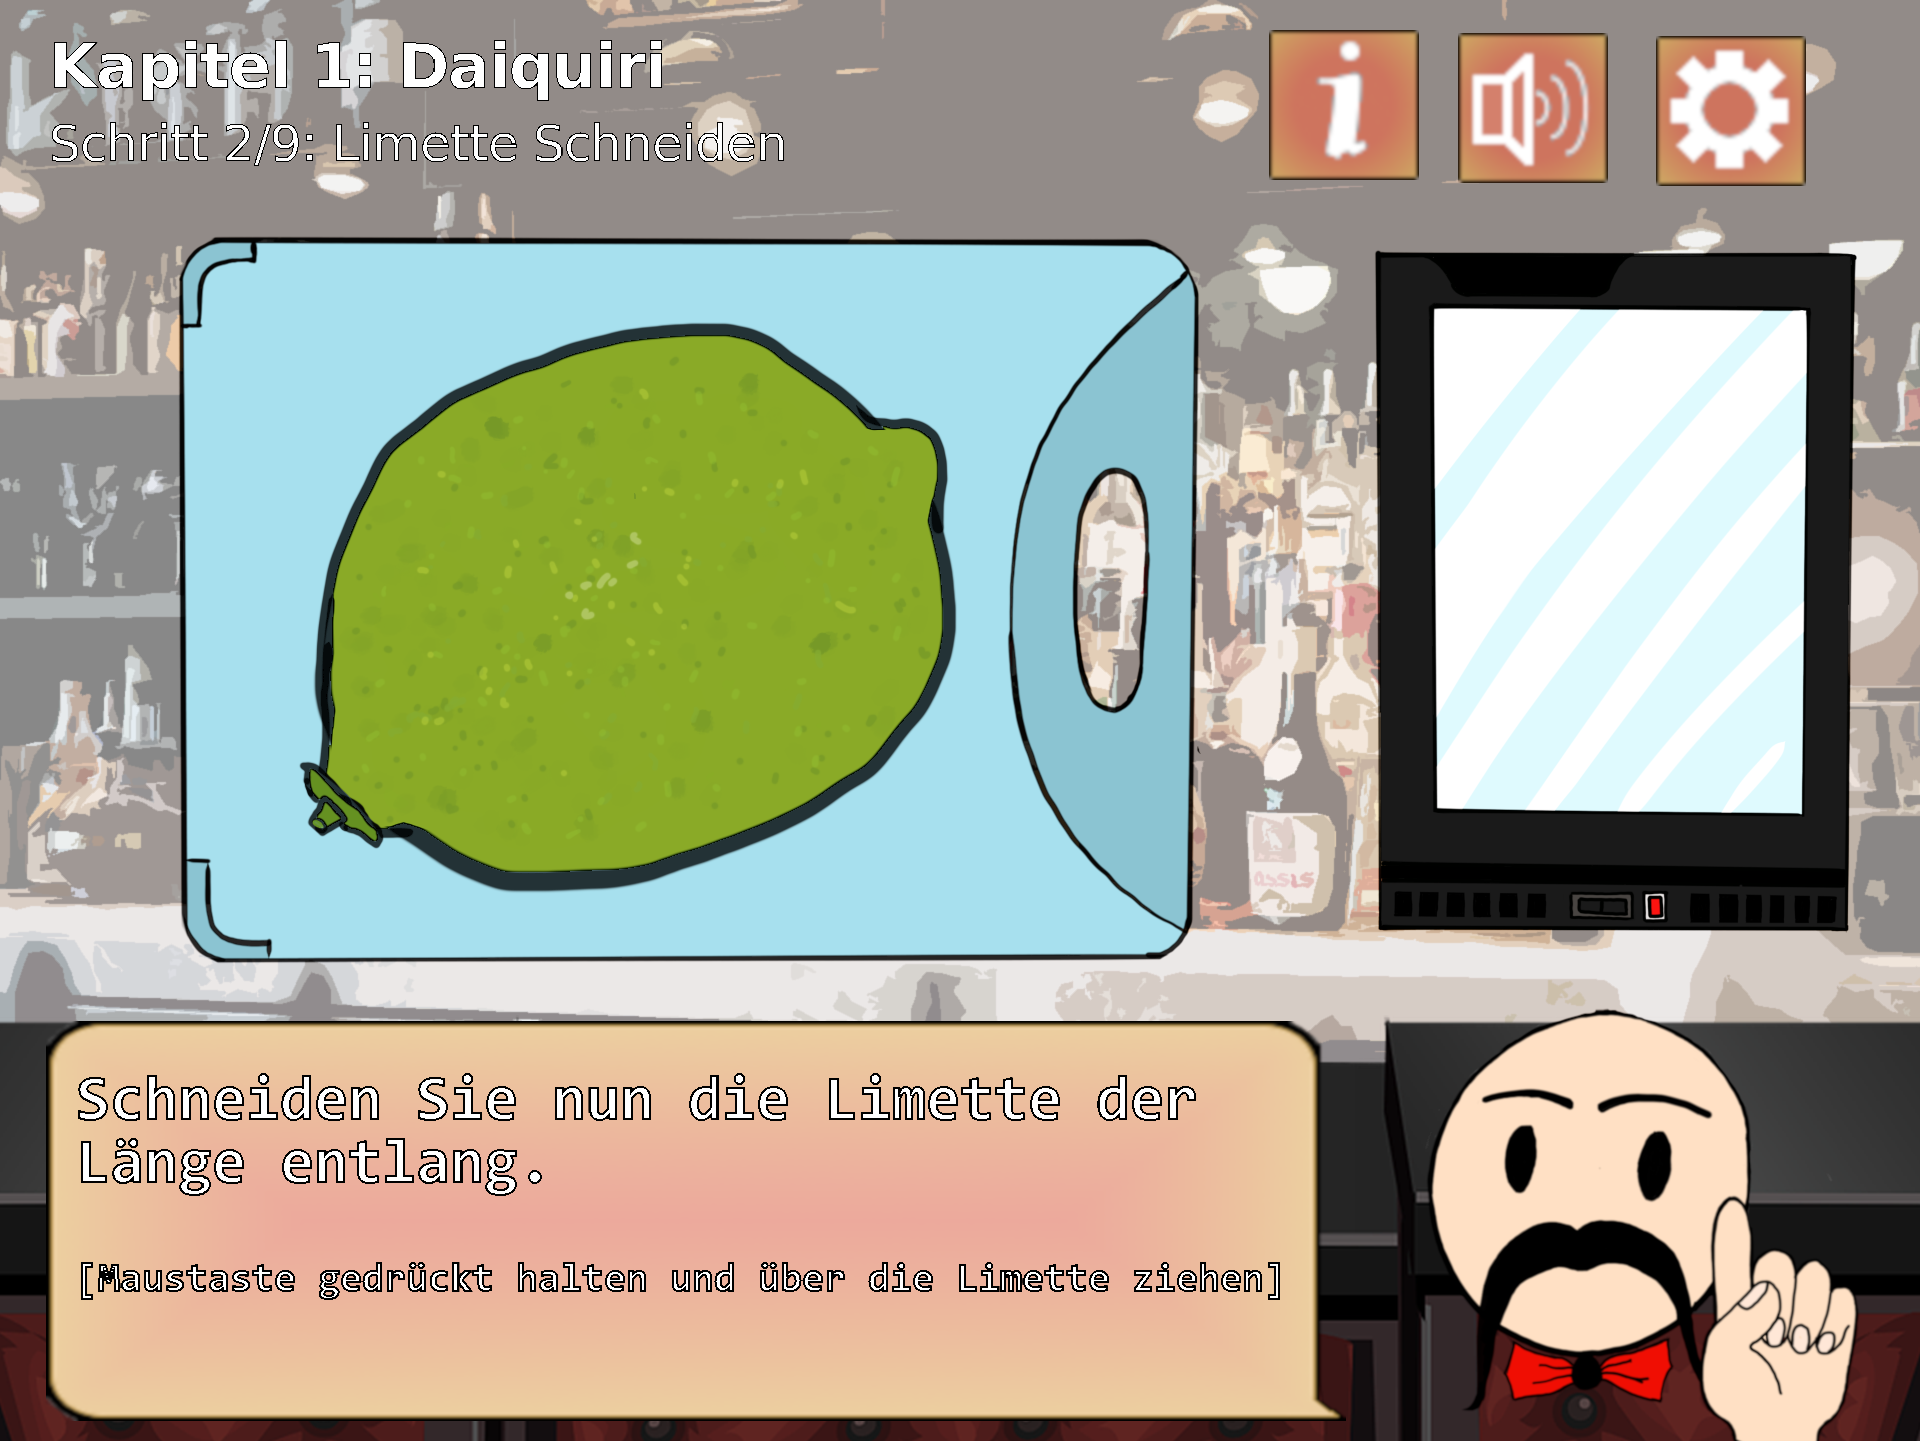 Kapitel 1: Daiquiri
Schritt 2/9: Limette Schneiden
assis
Schneiden Sie nun die Limette der
Länge entlang.
[Maustaste gedrückt halten und über die Limette ziehen]